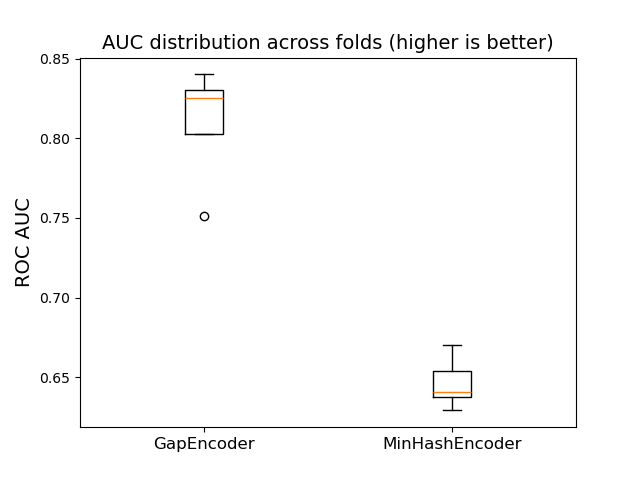 AUC distribution across folds (higher is better)
0.85
0.80
0.75
0.70
0.65
ROC AUC
GapEncoder
MinHashEncoder